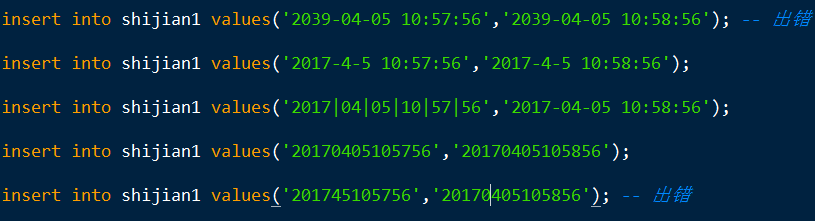 insert into shijian1 values('2039-04-05 10:57:56','2039-04-05 10:58:56'); -- 出错
insert into shijian1 values('2017-4-5 10:57:56','2017-4-5 10:58:56');
insert into shijian1 values('2017|04|05|10|57|56','2017-04-05 10:58:56');
insert into shijian1 values('20170405105756','20170405105856');
insert into shijian1 values('201745105756','20170405105856'); -- 出错